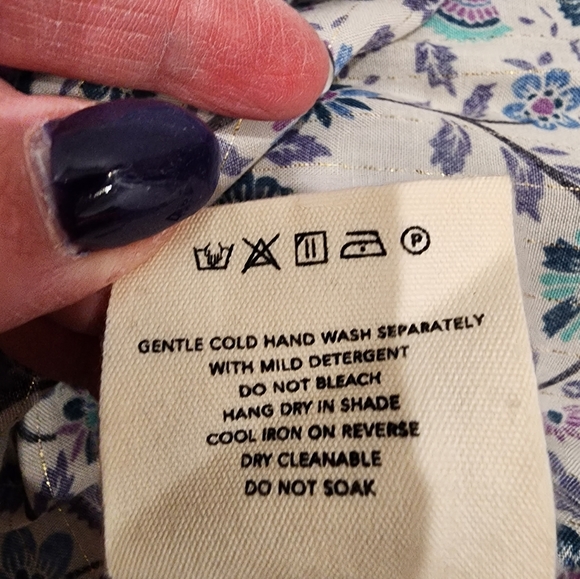 P
GENTLE COLD HAND WASH SEPARATELY
WITH MILD DETERGENT
DO NOT BLEACH
HANG DRY IN SHADE
COOL IRON ON REVERSE
DRY CLEANABLE
DO NOT SOAK